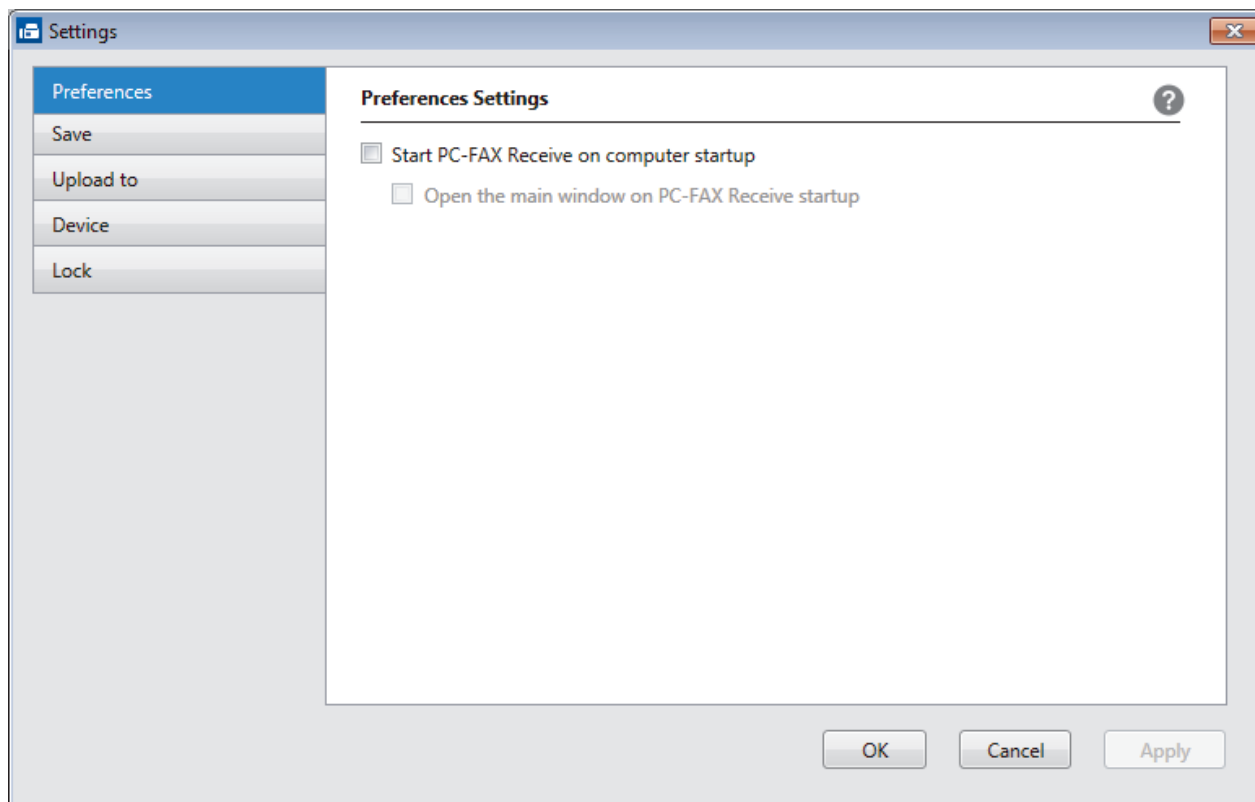 Settings
Preferences
Save
Upload to
Device
Lock
Preferences Settings
?
Start PC-FAX Receive on computer startup
Open the main window on PC-FAX Receive startup
OK
Cancel
Apply